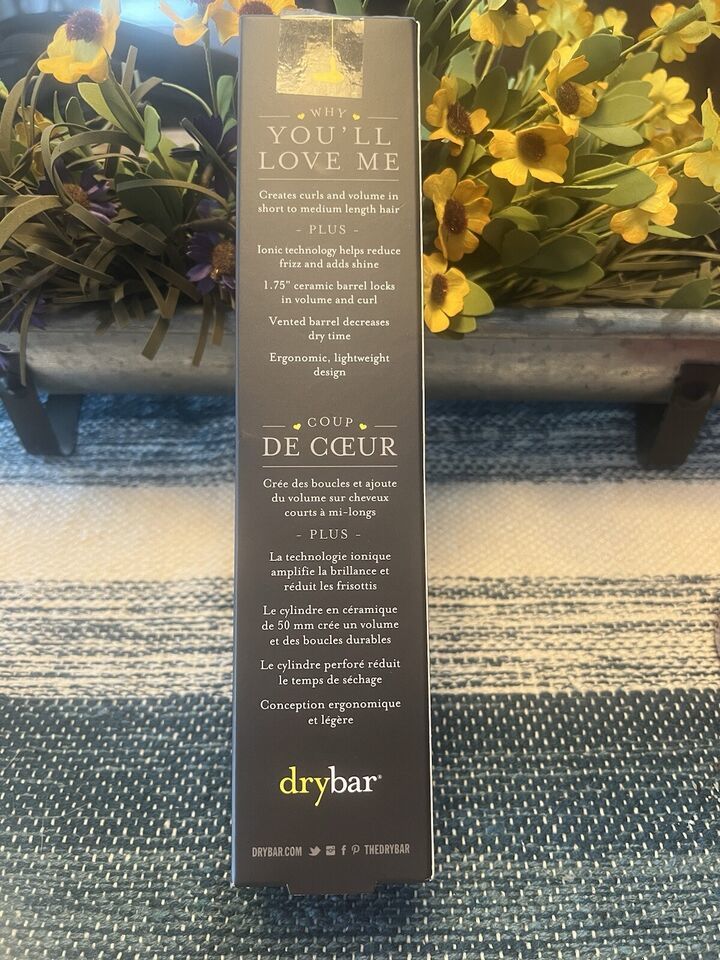 WHY
YOU'LL
LOVE ME
Creates curls and volume in
short to medium length hair
- PLUS -
Ionic technology helps reduce
frizz and adds shine
1.75" ceramic barrel locks
in volume and curl
Vented barrel decreases
dry time
Ergonomic, lightweight
design
COUP
DE CŒUR
Crée des boucles et ajoute
du volume sur cheveux
courts à mi-longs
- PLUS -
La technologie ionique
amplifie la brillance et
réduit les frisottis
Le cylindre en céramique
de 50 mm crée un volume
et des boucles durables
Le cylindre perforé réduit
le temps de séchage
Conception ergonomique
et légère
drybar®
DRYBAR.COM THEDRYBAR